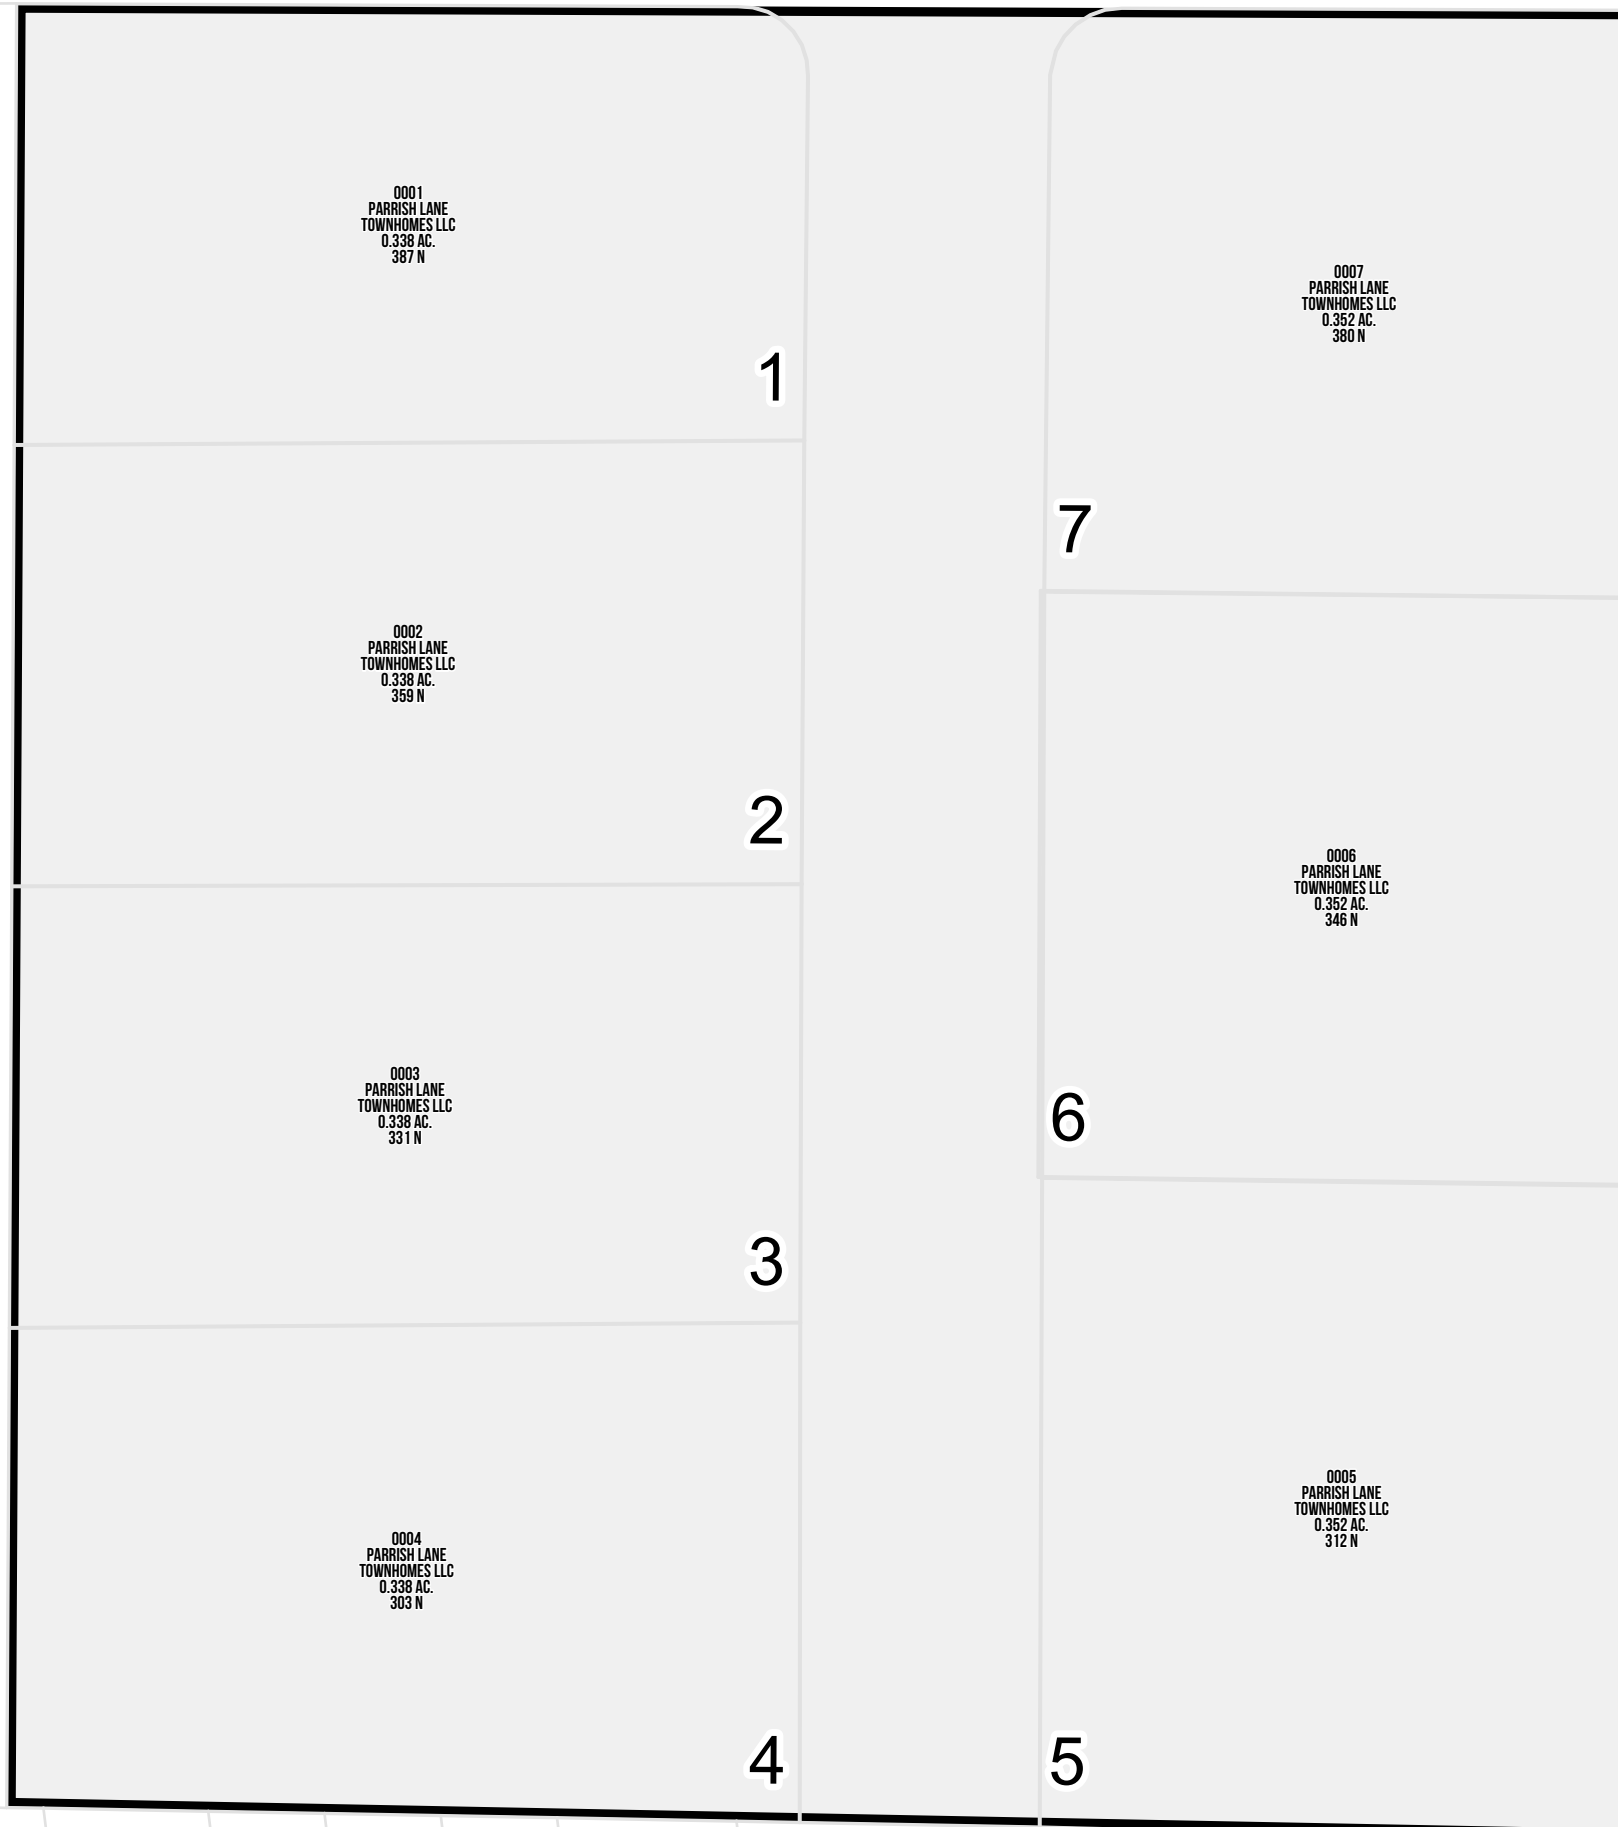 0001
PARRISH LANE
TOWNHOMES LLC
0.338 AC.
387 N
1
0002
PARRISH LANE
TOWNHOMES LLC
0.338 AC.
359 N
2
0003
PARRISH LANE
TOWNHOMES LLC
0.338 AC.
331 N
3
0004
PARRISH LANE
TOWNHOMES LLC
0.338 AC.
303 N
4
0007
PARRISH LANE
TOWNHOMES LLC
0.352 AC.
380 N
7
0006
PARRISH LANE
TOWNHOMES LLC
0.352 AC.
346 N
6
0005
PARRISH LANE
TOWNHOMES LLC
0.352 AC.
312 N
5